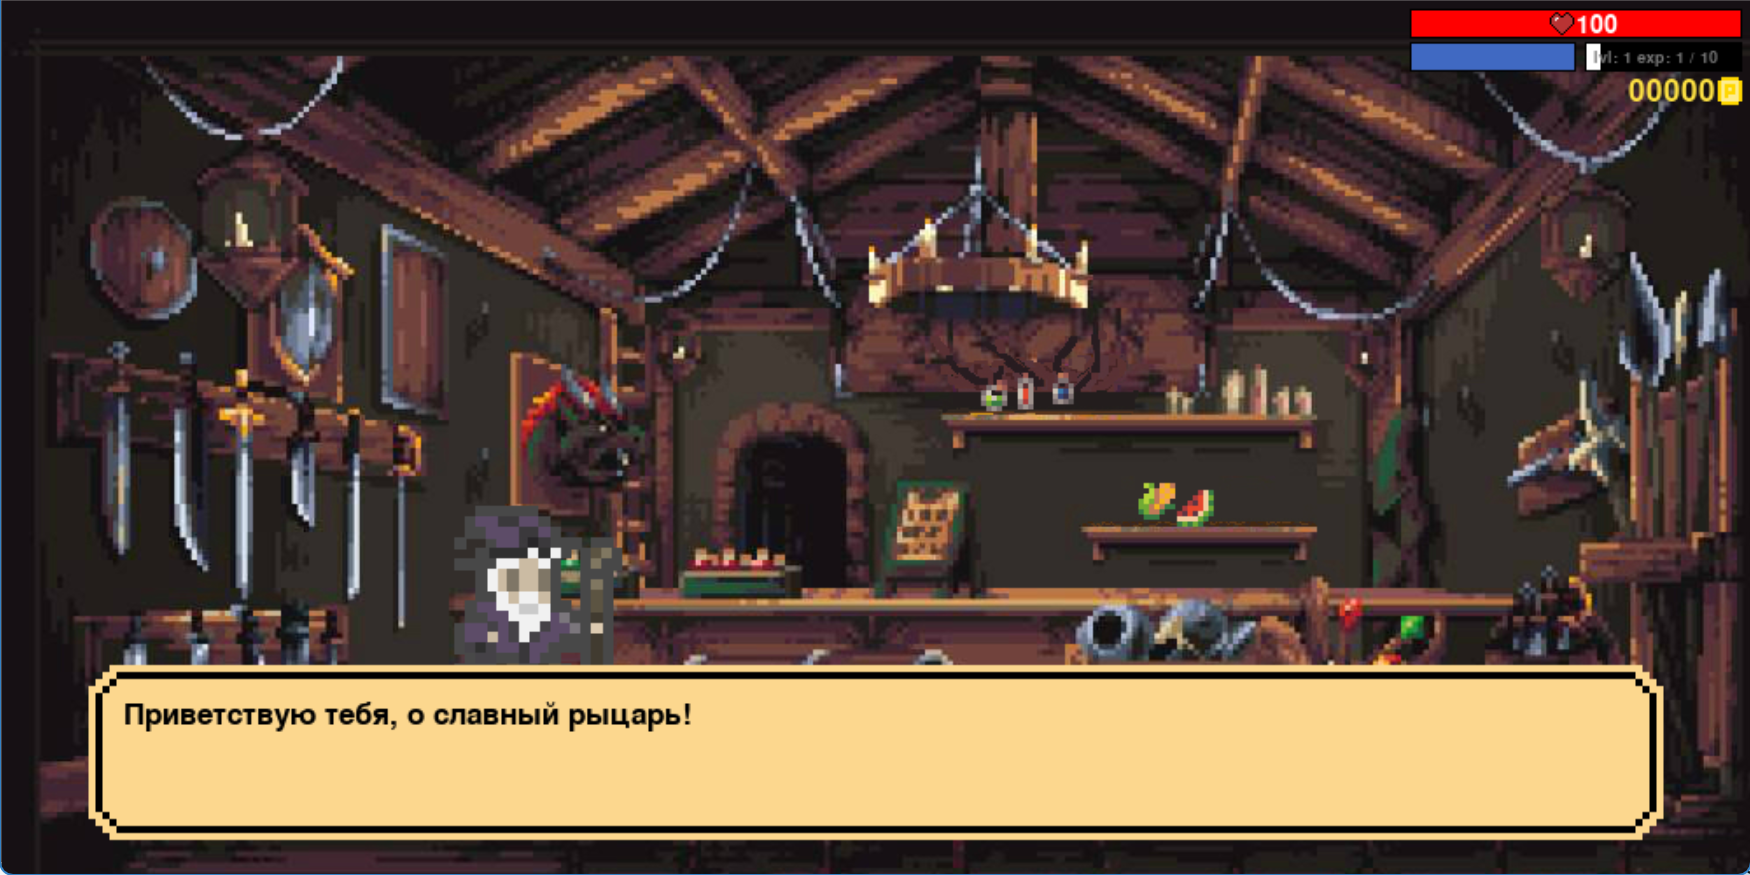 100
lvl: 1 exp: 1 / 10
00000 P
Приветствую тебя, о славный рыцарь!